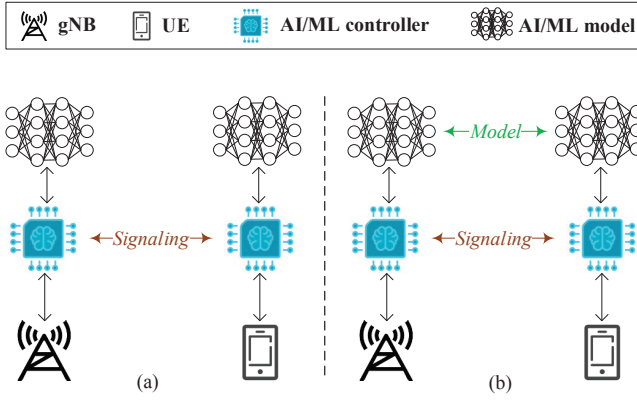 gNB UE AI/ML controller AI/ML model
Model
Signaling Signaling
(a) (b)